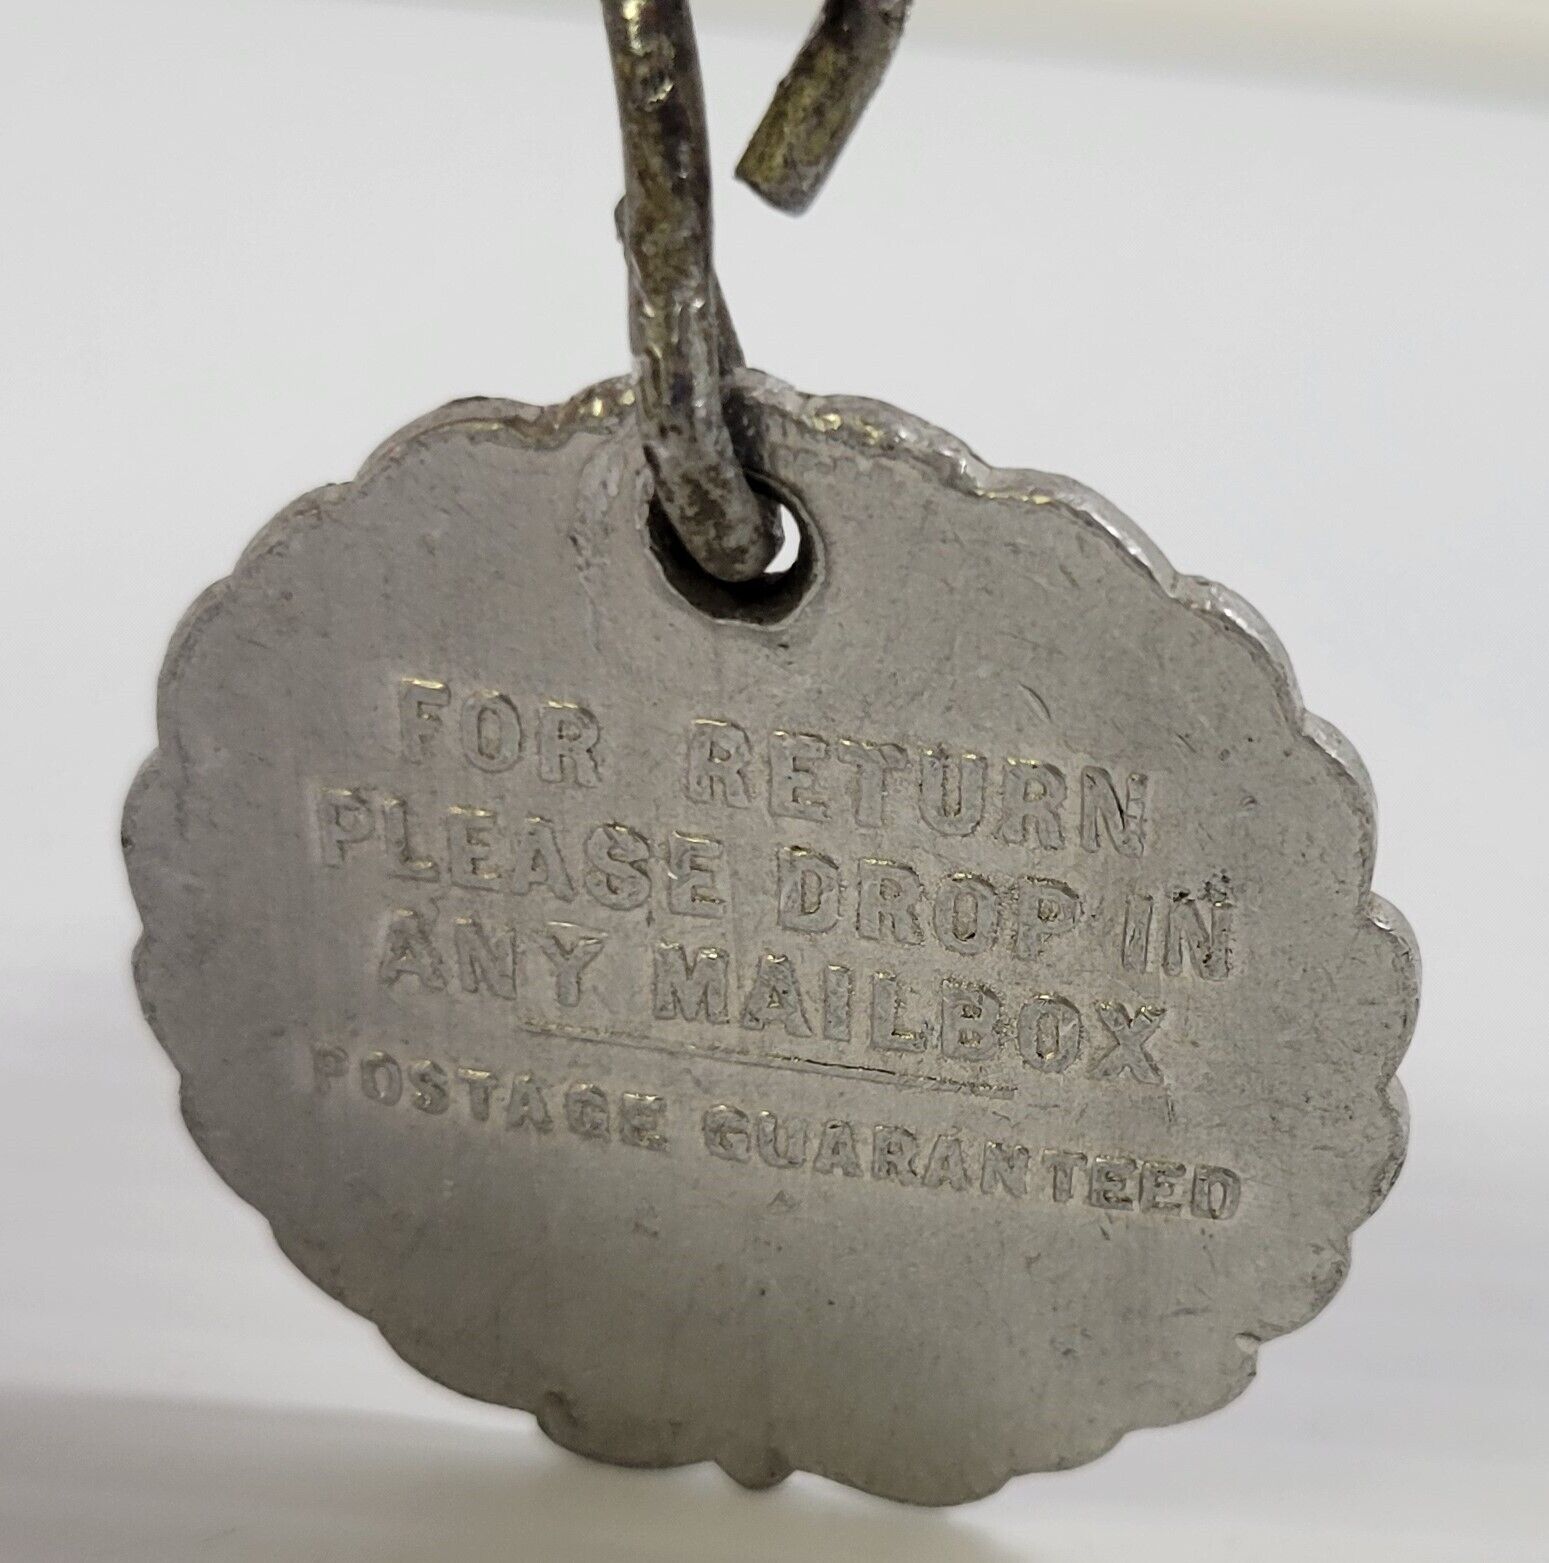 FOR RETURN
PLEASE DROP IN
ANY MAILBOX
POSTAGE GUARANTEED